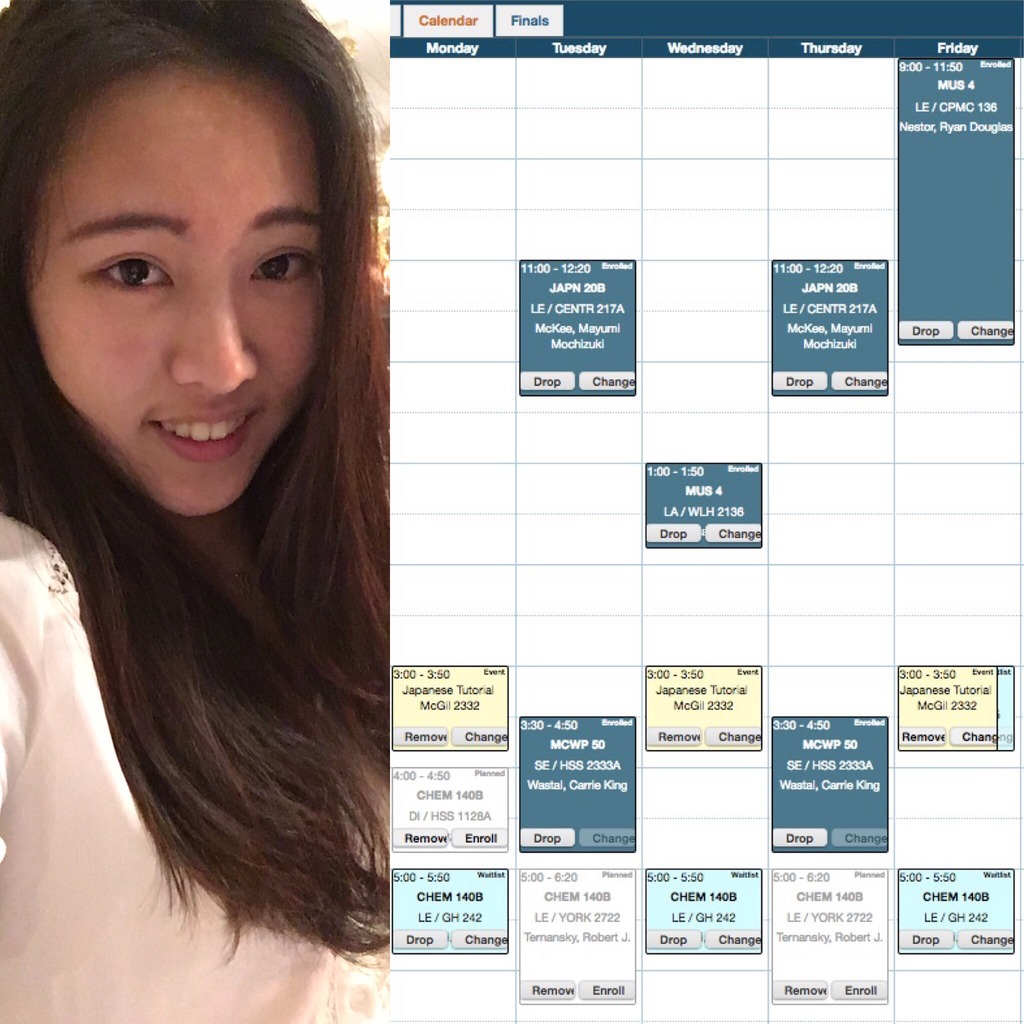 Calendar
Finals
Monday Tuesday Wednesday Thursday Friday
9:00 - 11:50 Enrolled
MUS 4
LE / CPMC 136
Nestor, Ryan Douglas
Drop Change
11:00 - 12:20 Enrolled
JAPN 20B
LE / CENTR 217A
McKee, Mayumi
Mochizuki
Drop Change
11:00 - 12:20 Enrolled
JAPN 20B
LE / CENTR 217A
McKee, Mayumi
Mochizuki
Drop Change
1:00 - 1:50 Enrolled
MUS 4
LA / WLH 2136
Drop Change
3:00 - 3:50 Event
Japanese Tutorial
McGil 2332
Remove Change
3:00 - 3:50 Event
Japanese Tutorial
McGil 2332
Remove Change
3:00 - 3:50 Event
Japanese Tutorial
McGil 2332
Remove Chang
3:30 - 4:50 Enrolled
MCWP 50
SE / HSS 2333A
Wastal, Carrie King
Drop Change
3:30 - 4:50 Enrolled
MCWP 50
SE / HSS 2333A
Wastal, Carrie King
Drop Change
4:00 - 4:50 Planned
CHEM 140B
DI / HSS 1128A
Remove Enroll
5:00 - 5:50 Waitlist
CHEM 140B
LE / GH 242
Drop Change
5:00 - 6:20 Planned
CHEM 140B
LE / YORK 2722
Ternansky, Robert J.
Remove Enroll
5:00 - 5:50 Waitlist
CHEM 140B
LE / GH 242
Drop Change
5:00 - 6:20 Planned
CHEM 140B
LE / YORK 2722
Ternansky, Robert J.
Remove Enroll
5:00 - 5:50 Waitlist
CHEM 140B
LE / GH 242
Drop Change